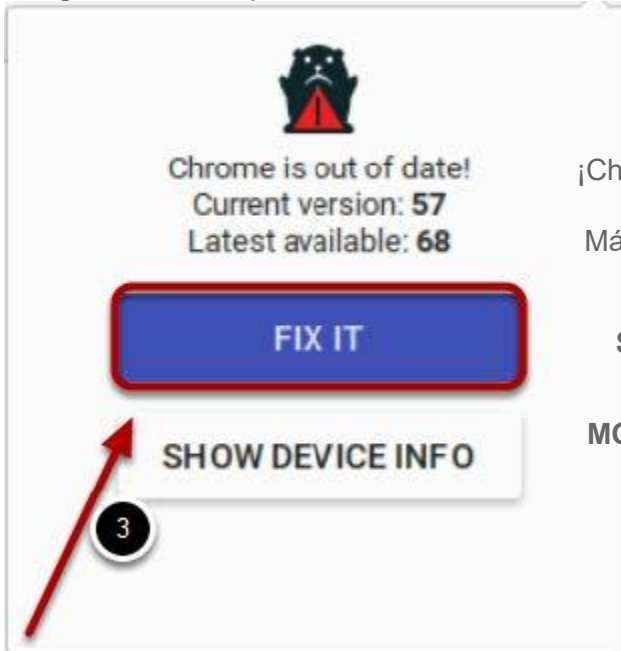 Chrome is out of date!
Current version: 57
Latest available: 68
FIX IT
SHOW DEVICE INFO
3